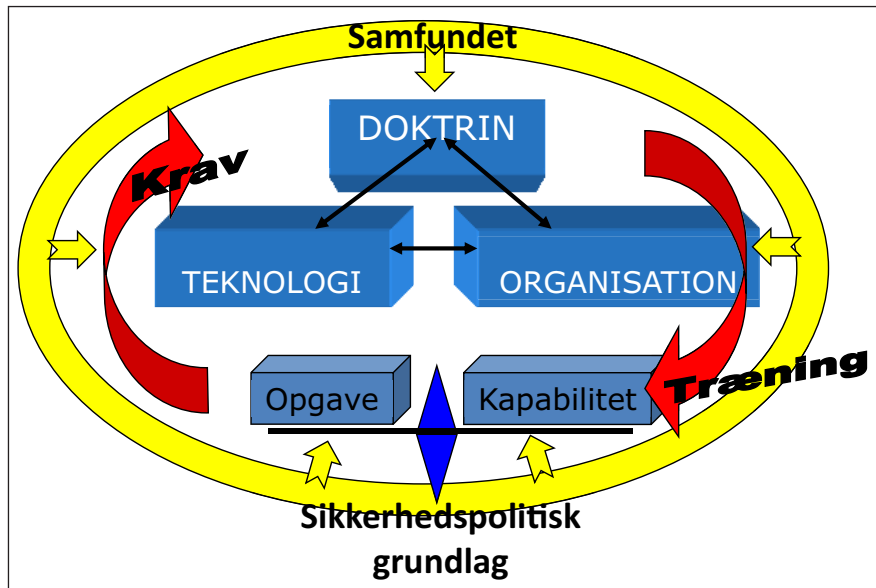 Samfundet
DOKTRIN
Krav
TEKNOLOGI
ORGANISATION
Opgave
Kapabilitet
Træning
Sikkerhedspolitisk
grundlag